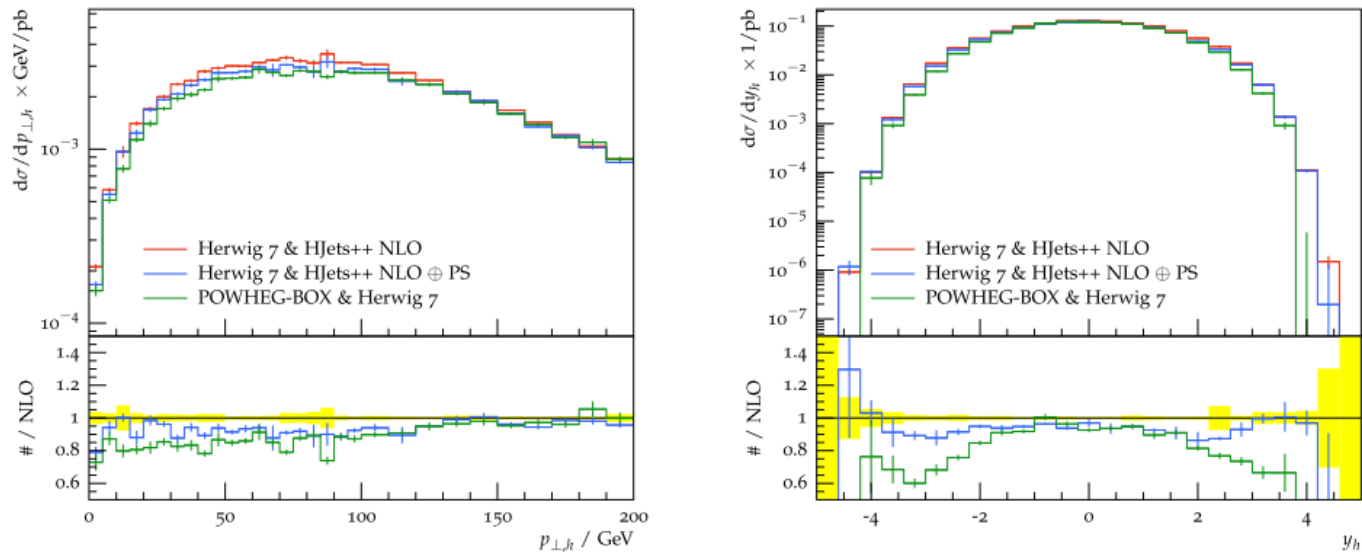 dσ/dp⊥,h × GeV/pb
10⁻³
10⁻⁴
Herwig 7 & HJets++ NLO
Herwig 7 & HJets++ NLO ⊕ PS
POWHEG-BOX & Herwig 7
# / NLO
1.4
1.2
1
0.8
0.6
0 50 100 150 200
p⊥,h / GeV
dσ/dyh × 1/pb
10⁻¹
10⁻²
10⁻³
10⁻⁴
10⁻⁵
10⁻⁶
10⁻⁷
Herwig 7 & HJets++ NLO
Herwig 7 & HJets++ NLO ⊕ PS
POWHEG-BOX & Herwig 7
# / NLO
1.4
1.2
1
0.8
0.6
-4 -2 0 2 4
yh